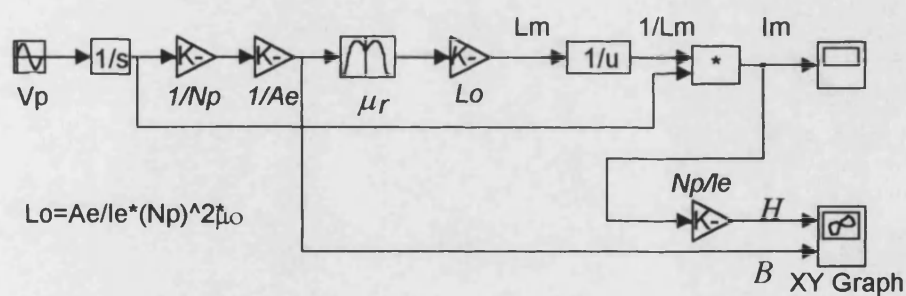 Lm 1/Lm Im
1/s K- K- K- 1/u *
Vp 1/Np 1/Ae μr Lo
Np/le
Lo=Ae/le*(Np)^2*μo
K- H
B XY Graph